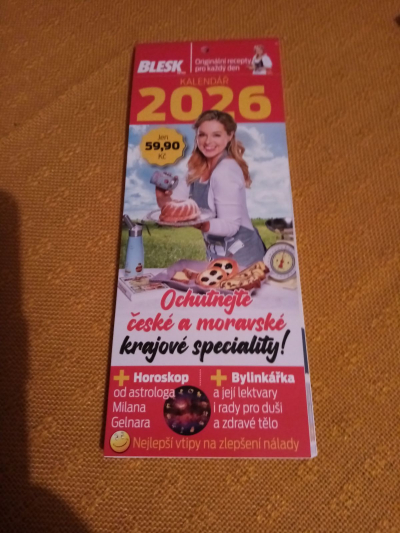 BLESK
Originální recepty
pro každý den
KALENDÁŘ
2026
Jen
59,90
Kč
Ochutnejte
české a moravské
krajové speciality!
+ Horoskop
od astrologa
Milana
Gelnara
+ Bylinkářka
a její lektvary
i rady pro duši
a zdravé tělo
Nejlepší vtipy na zlepšení nálady